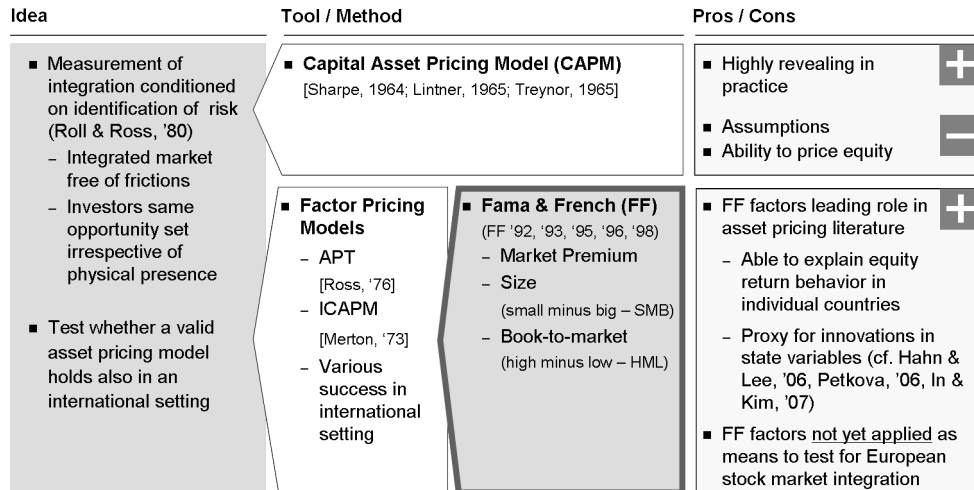 Idea
■ Measurement of
integration conditioned
on identification of risk
(Roll & Ross, '80)
– Integrated market
free of frictions
– Investors same
opportunity set
irrespective of
physical presence
■ Test whether a valid
asset pricing model
holds also in an
international setting
Tool / Method
■ Capital Asset Pricing Model (CAPM)
[Sharpe, 1964; Lintner, 1965; Treynor, 1965]
■ Factor Pricing
Models
– APT
[Ross, '76]
– ICAPM
[Merton, '73]
– Various
success in
international
setting
■ Fama & French (FF)
(FF '92, '93, '95, '96, '98)
– Market Premium
– Size
(small minus big – SMB)
– Book-to-market
(high minus low – HML)
Pros / Cons
■ Highly revealing in
practice
+
■ Assumptions
■ Ability to price equity
–
■ FF factors leading role in
asset pricing literature
+
– Able to explain equity
return behavior in
individual countries
– Proxy for innovations in
state variables (cf. Hahn &
Lee, '06, Petkova, '06, In &
Kim, '07)
■ FF factors not yet applied as
means to test for European
stock market integration